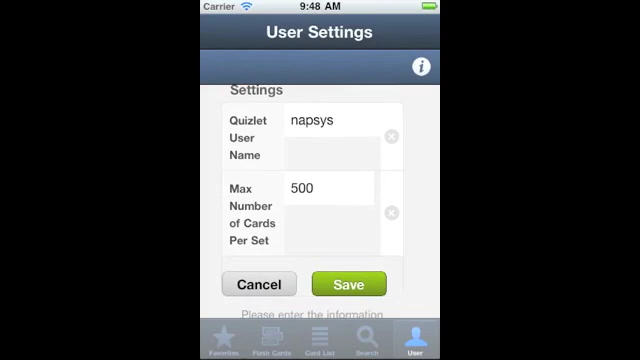 Carrier 9:48 AM
User Settings
i
Settings
Quizlet User Name
napsys
Max Number of Cards Per Set
500
Cancel Save
Please enter the information
Favorites Flash Cards Card List Search User